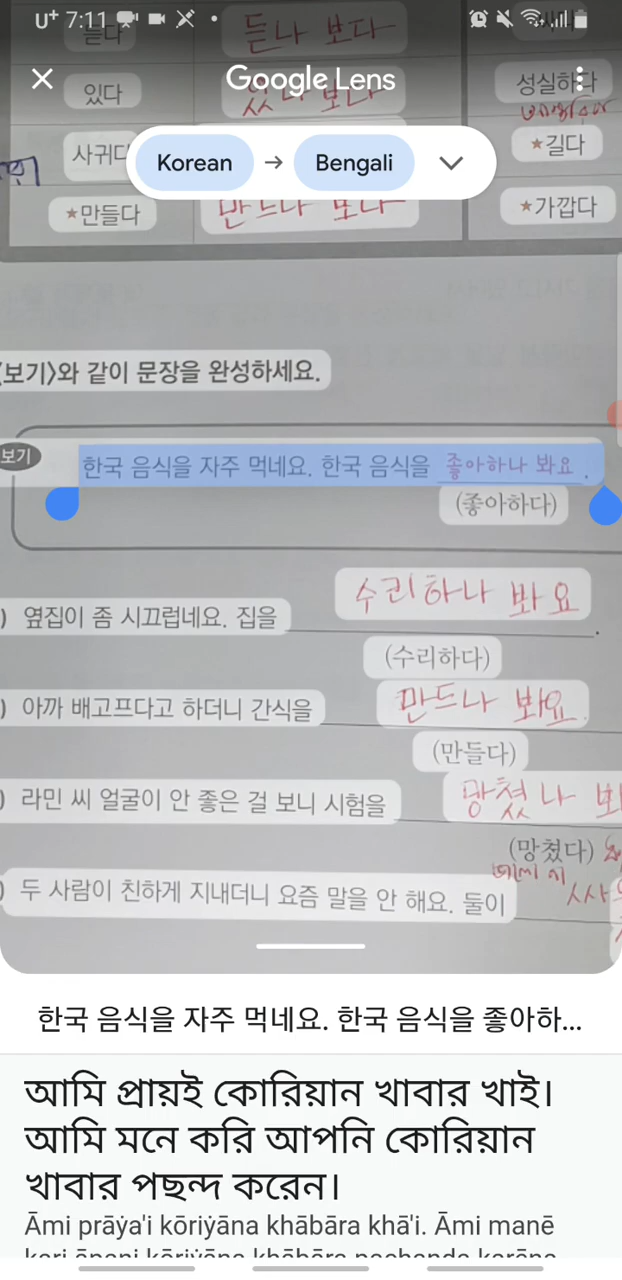 U+ 7:11
듣다 듣나 보다
Google Lens
있다 있나 보다 성실하다
Korean → Bengali
사귀다 ★길다
★만들다 만드나 보다 ★가깝다
〈보기〉와 같이 문장을 완성하세요.
보기 한국 음식을 자주 먹네요. 한국 음식을 좋아하나 봐요.
(좋아하다)
) 옆집이 좀 시끄럽네요. 집을 수리하나 봐요.
(수리하다)
) 아까 배고프다고 하더니 간식을 만드나 봐요.
(만들다)
) 라민 씨 얼굴이 안 좋은 걸 보니 시험을 망쳤나 보
(망쳤다)
) 두 사람이 친하게 지내더니 요즘 말을 안 해요. 둘이
한국 음식을 자주 먹네요. 한국 음식을 좋아하...
আমি প্রায়ই কোরিয়ান খাবার খাই।
আমি মনে করি আপনি কোরিয়ান
খাবার পছন্দ করেন।
Āmi prāẏa'i kōriẏāna khābāra khā'i. Āmi manē